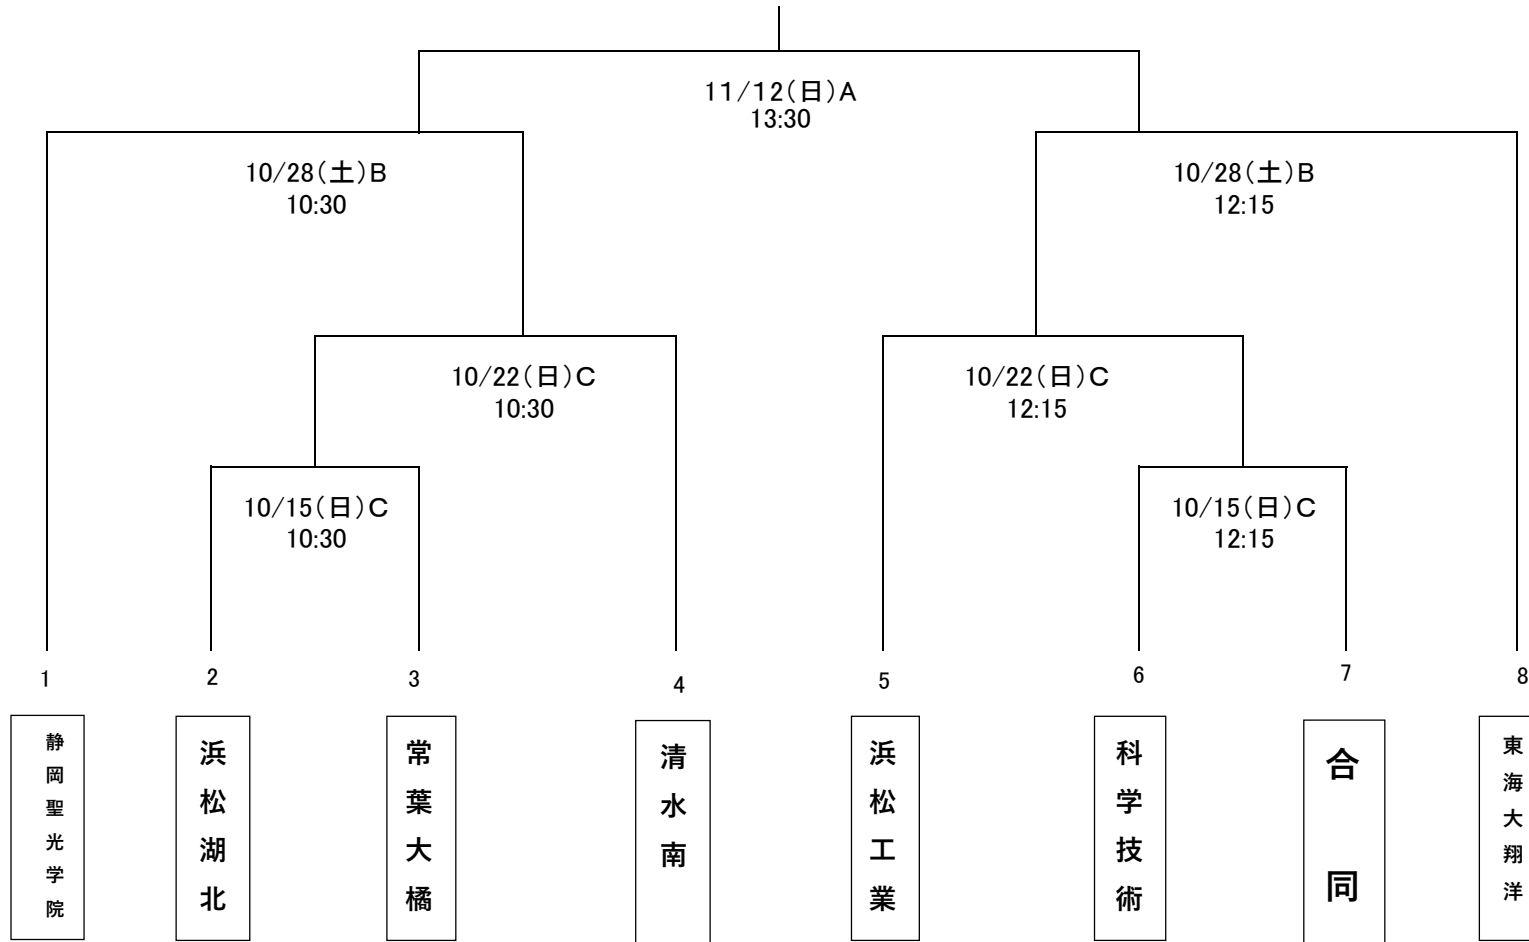 11/12(日)A
13:30
10/28(土)B
10:30
10/28(土)B
12:15
10/22(日)C
10:30
10/22(日)C
12:15
10/15(日)C
10:30
10/15(日)C
12:15
1
2
3
4
5
6
7
8
静岡聖光学院
浜松湖北
常葉大橘
清水南
浜松工業
科学技術
合同
東海大翔洋